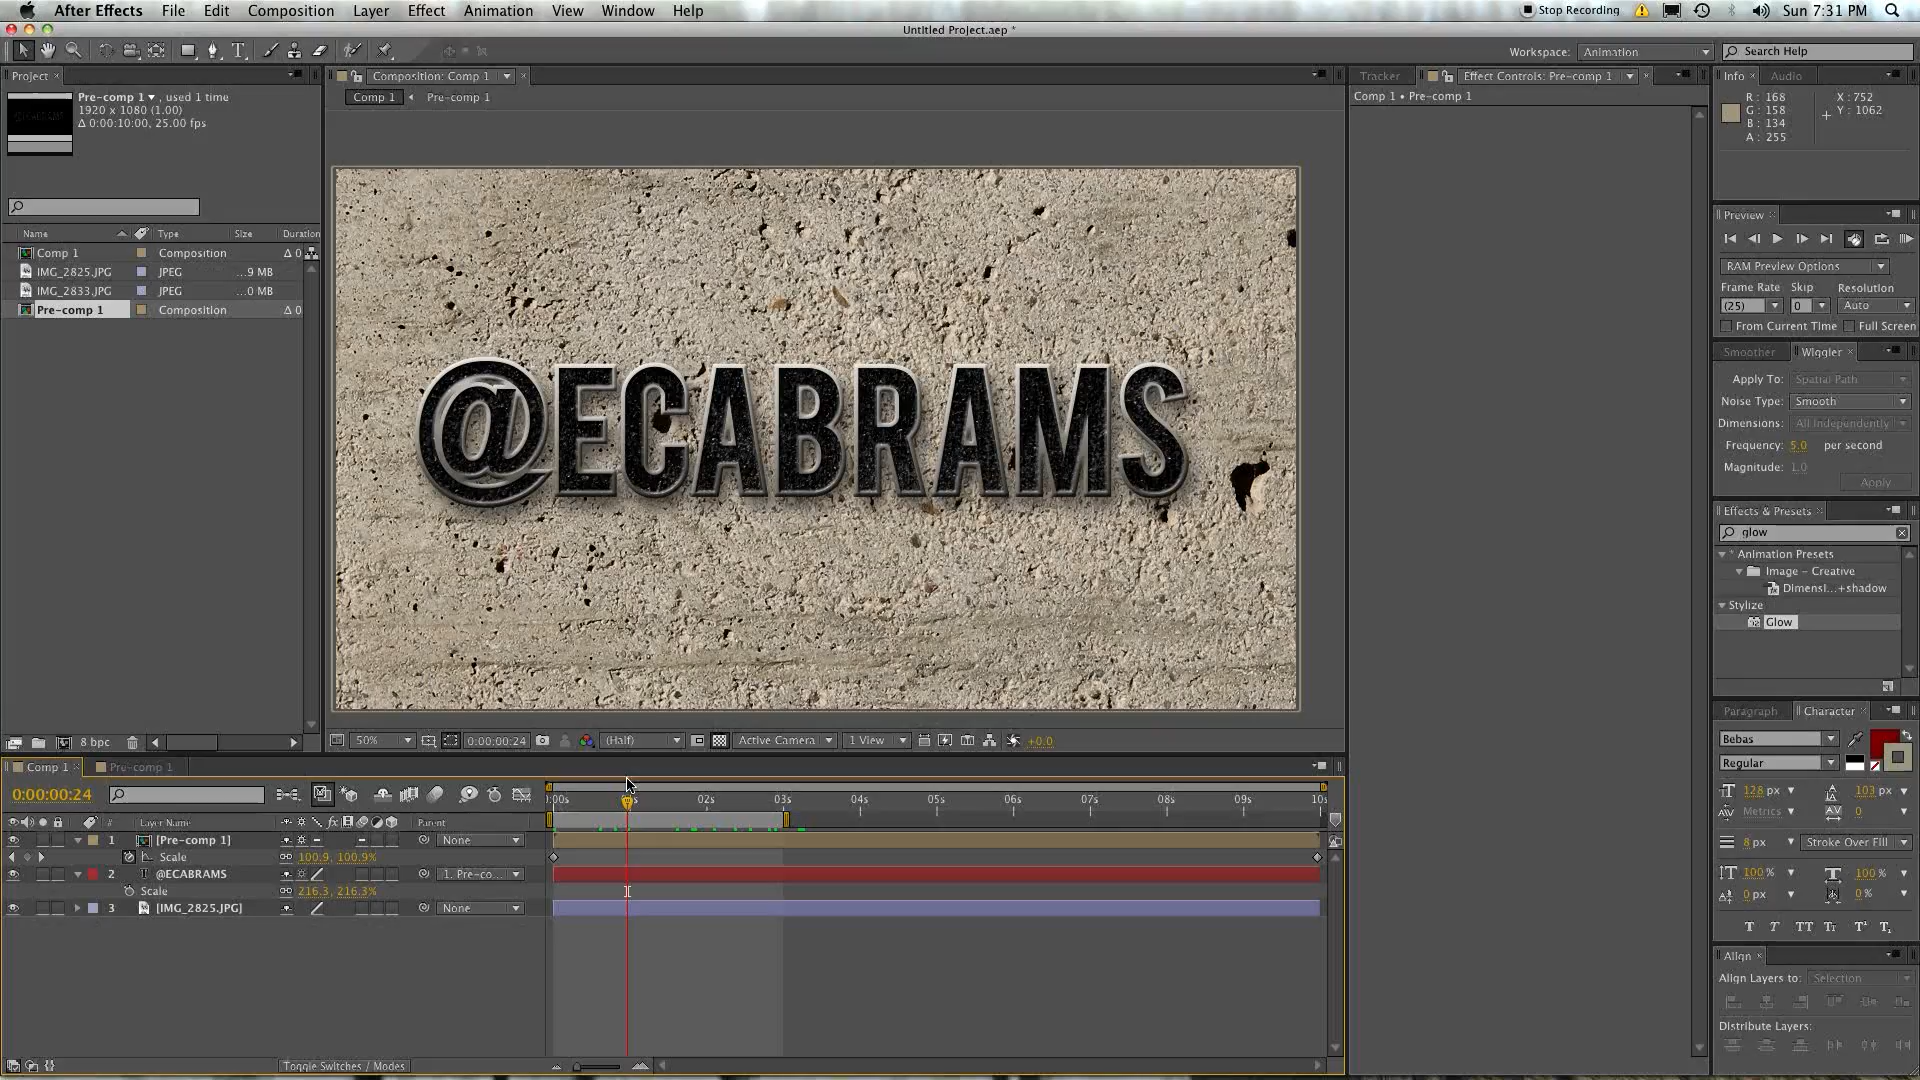 After Effects File Edit Composition Layer Effect Animation View Window Help
Stop Recording Sun 7:31 PM
Untitled Project.aep *
Workspace: Animation
Search Help
Project
Pre-comp 1 , used 1 time
1920 x 1080 (1.00)
Δ 0:00:10:00, 25.00 fps
Name Type Size Duration
Comp 1 Composition Δ 0
IMG_2825.JPG JPEG ...9 MB
IMG_2833.JPG JPEG ...0 MB
Pre-comp 1 Composition Δ 0
8 bpc
Composition: Comp 1
Comp 1 Pre-comp 1
@ECABRAMS
50% 0:00:00:24 (Half) Active Camera 1 View +0.0
Tracker Effect Controls: Pre-comp 1
Comp 1 • Pre-comp 1
Info Audio
R : 168 X : 752
G : 158 Y : 1062
B : 134
A : 255
Preview
RAM Preview Options
Frame Rate Skip Resolution
(25) 0 Auto
From Current Time Full Screen
Smoother Wiggler
Apply To: Spatial Path
Noise Type: Smooth
Dimensions: All Independently
Frequency: 5.0 per second
Magnitude: 1.0
Apply
Effects & Presets
glow
* Animation Presets
Image – Creative
Dimensi...+shadow
Stylize
Glow
Paragraph Character
Bebas
Regular
128 px 103 px
Metrics 0
8 px Stroke Over Fill
100 % 100 %
0 px 0 %
T T TT Tt T¹ T₁
Align
Align Layers to: Selection
Distribute Layers:
Comp 1 Pre-comp 1
0:00:00:24
# Layer Name Parent
:00s 02s 03s 04s 05s 06s 07s 08s 09s 10s
1 [Pre-comp 1] None
Scale 100.9, 100.9%
2 T @ECABRAMS 1. Pre-co...
Scale 216.3, 216.3%
3 [IMG_2825.JPG] None
Toggle Switches / Modes